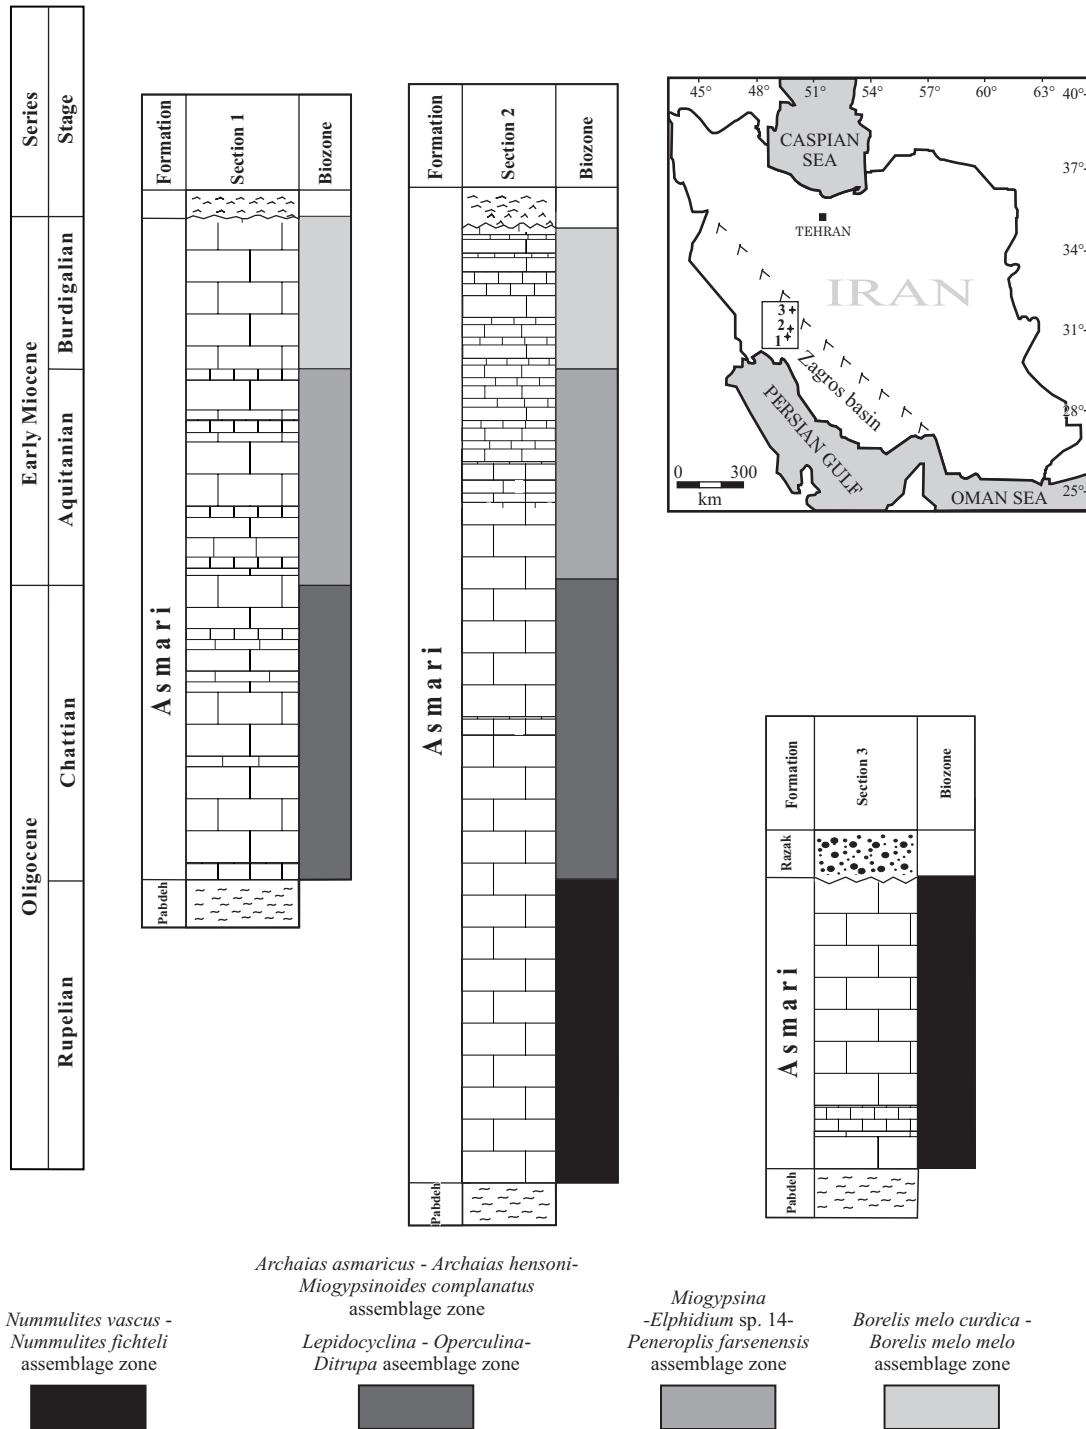 Series
Stage
Early Miocene
Oligocene
Burdigalian
Aquitanian
Chattian
Rupelian
Formation
Section 1
Biozone
Asmari
Pabdeh
Formation
Section 2
Biozone
Asmari
Pabdeh
45° 48° 51° 54° 57° 60° 63° 40°
37°
34°
31°
28°
25°
CASPIAN
SEA
TEHRAN
IRAN
3
2
1
Zagros basin
PERSIAN GULF
OMAN SEA
0 300
km
Formation
Section 3
Biozone
Razak
Asmari
Pabdeh
Nummulites vascus -
Nummulites fichteli
assemblage zone
Archaias asmaricus - Archaias hensoni-
Miogypsinoides complanatus
assemblage zone
Lepidocyclina - Operculina-
Ditrupa aseemblage zone
Miogypsina
-Elphidium sp. 14-
Peneroplis farsenensis
assemblage zone
Borelis melo curdica -
Borelis melo melo
assemblage zone